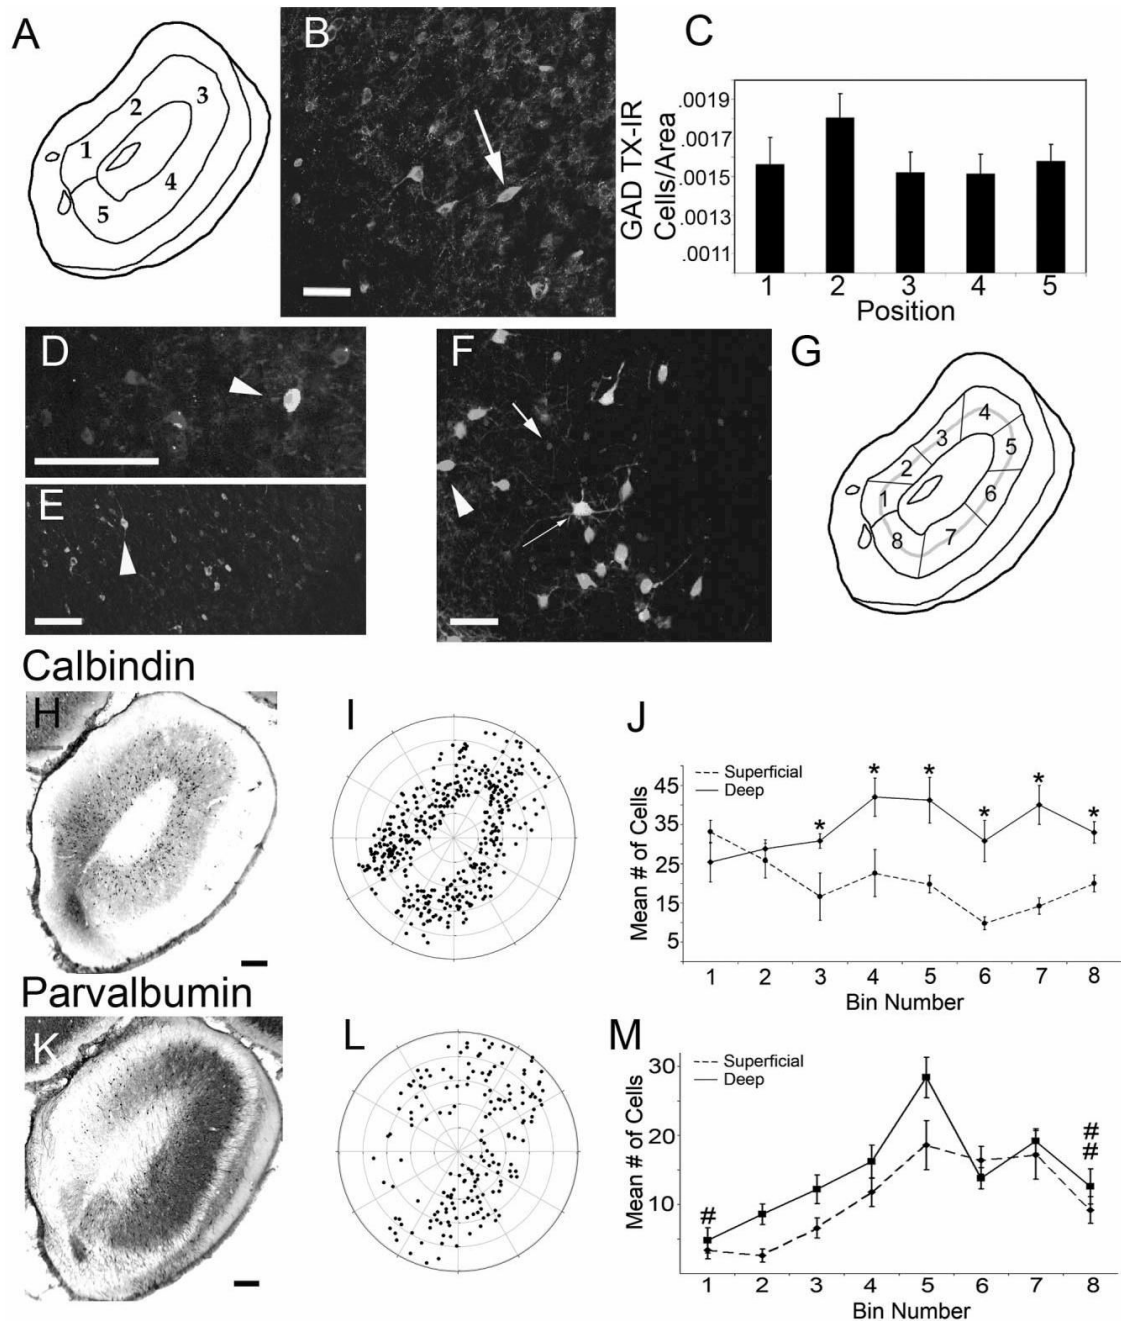 A
1
2
3
4
5
B
C
GAD TX-IR
Cells/Area
.0019
.0017
.0015
.0013
.0011
1 2 3 4 5
Position
D
E
F
G
1
2
3
4
5
6
7
8
Calbindin
H
I
J
Superficial
Deep
Mean # of Cells
45
35
25
15
5
* * * * * *
1 2 3 4 5 6 7 8
Bin Number
Parvalbumin
K
L
M
Superficial
Deep
Mean # of Cells
30
20
10
#
#
#
1 2 3 4 5 6 7 8
Bin Number